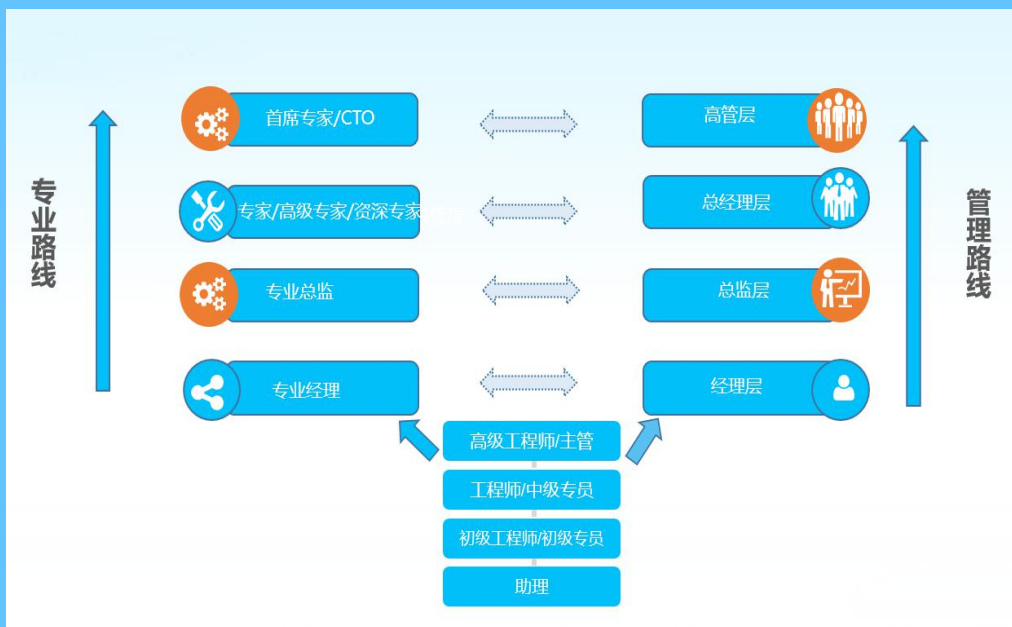 专业路线
首席专家/CTO
高管层
专家/高级专家/资深专家
总经理层
专业总监
总监层
专业经理
经理层
管理路线
高级工程师/主管
工程师/中级专员
初级工程师/初级专员
助理